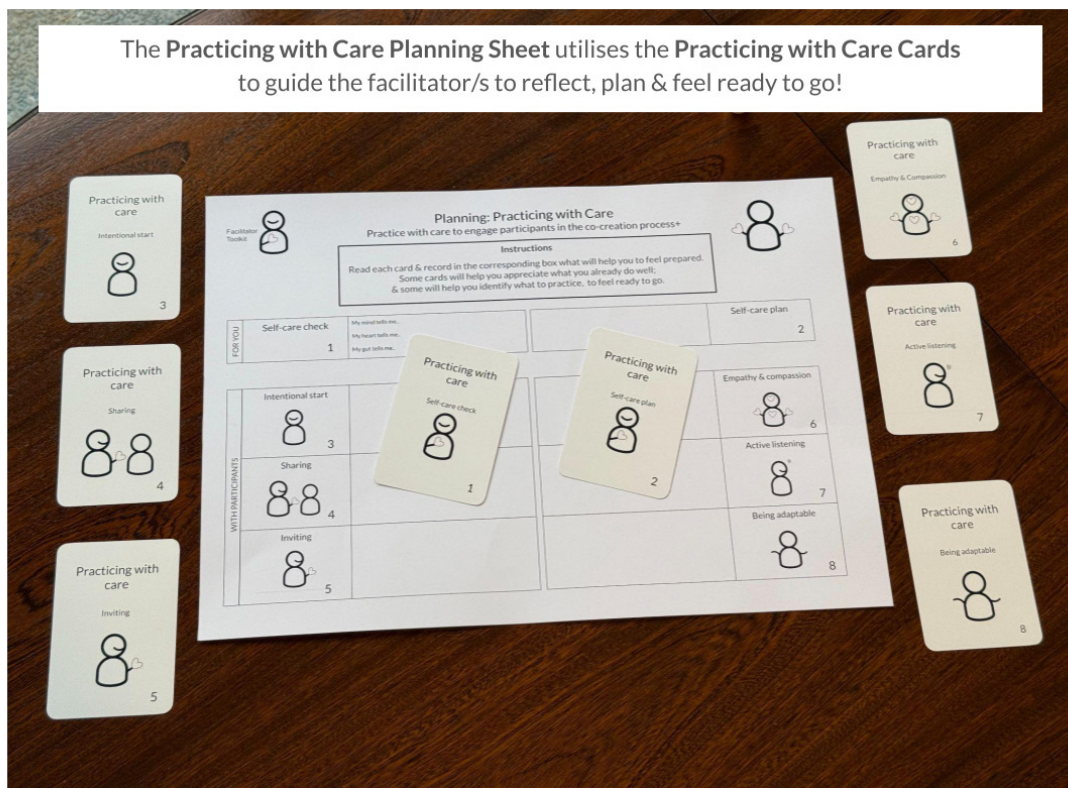 The Practicing with Care Planning Sheet utilises the Practicing with Care Cards
to guide the facilitator/s to reflect, plan & feel ready to go!
Practicing with
care
Intentional start
3
Practicing with
care
Sharing
4
Practicing with
care
Inviting
5
Facilitator
Toolkit
Planning: Practicing with Care
Practice with care to engage participants in the co-creation process+
Instructions
Read each card & record in the corresponding box what will help you to feel prepared.
Some cards will help you appreciate what you already do well;
& some will help you identify what to practice, to feel ready to go.
FOR YOU
Self-care check
1
My mind tells me..
My heart tells me..
My gut tells me..
Self-care plan
2
WITH PARTICIPANTS
Intentional start
3
Sharing
4
Inviting
5
Practicing with
care
Self-care check
1
Practicing with
care
Self-care plan
2
Empathy & compassion
6
Active listening
7
Being adaptable
8
Practicing with
care
Empathy & Compassion
6
Practicing with
care
Active listening
7
Practicing with
care
Being adaptable
8